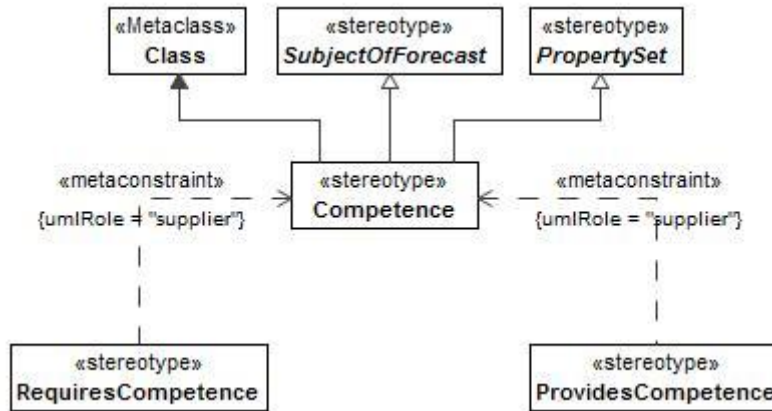 «Metaclass»
Class
«stereotype»
SubjectOfForecast
«stereotype»
PropertySet
«stereotype»
Competence
«metaconstraint»
{umlRole = "supplier"}
«metaconstraint»
{umlRole = "supplier"}
«stereotype»
RequiresCompetence
«stereotype»
ProvidesCompetence